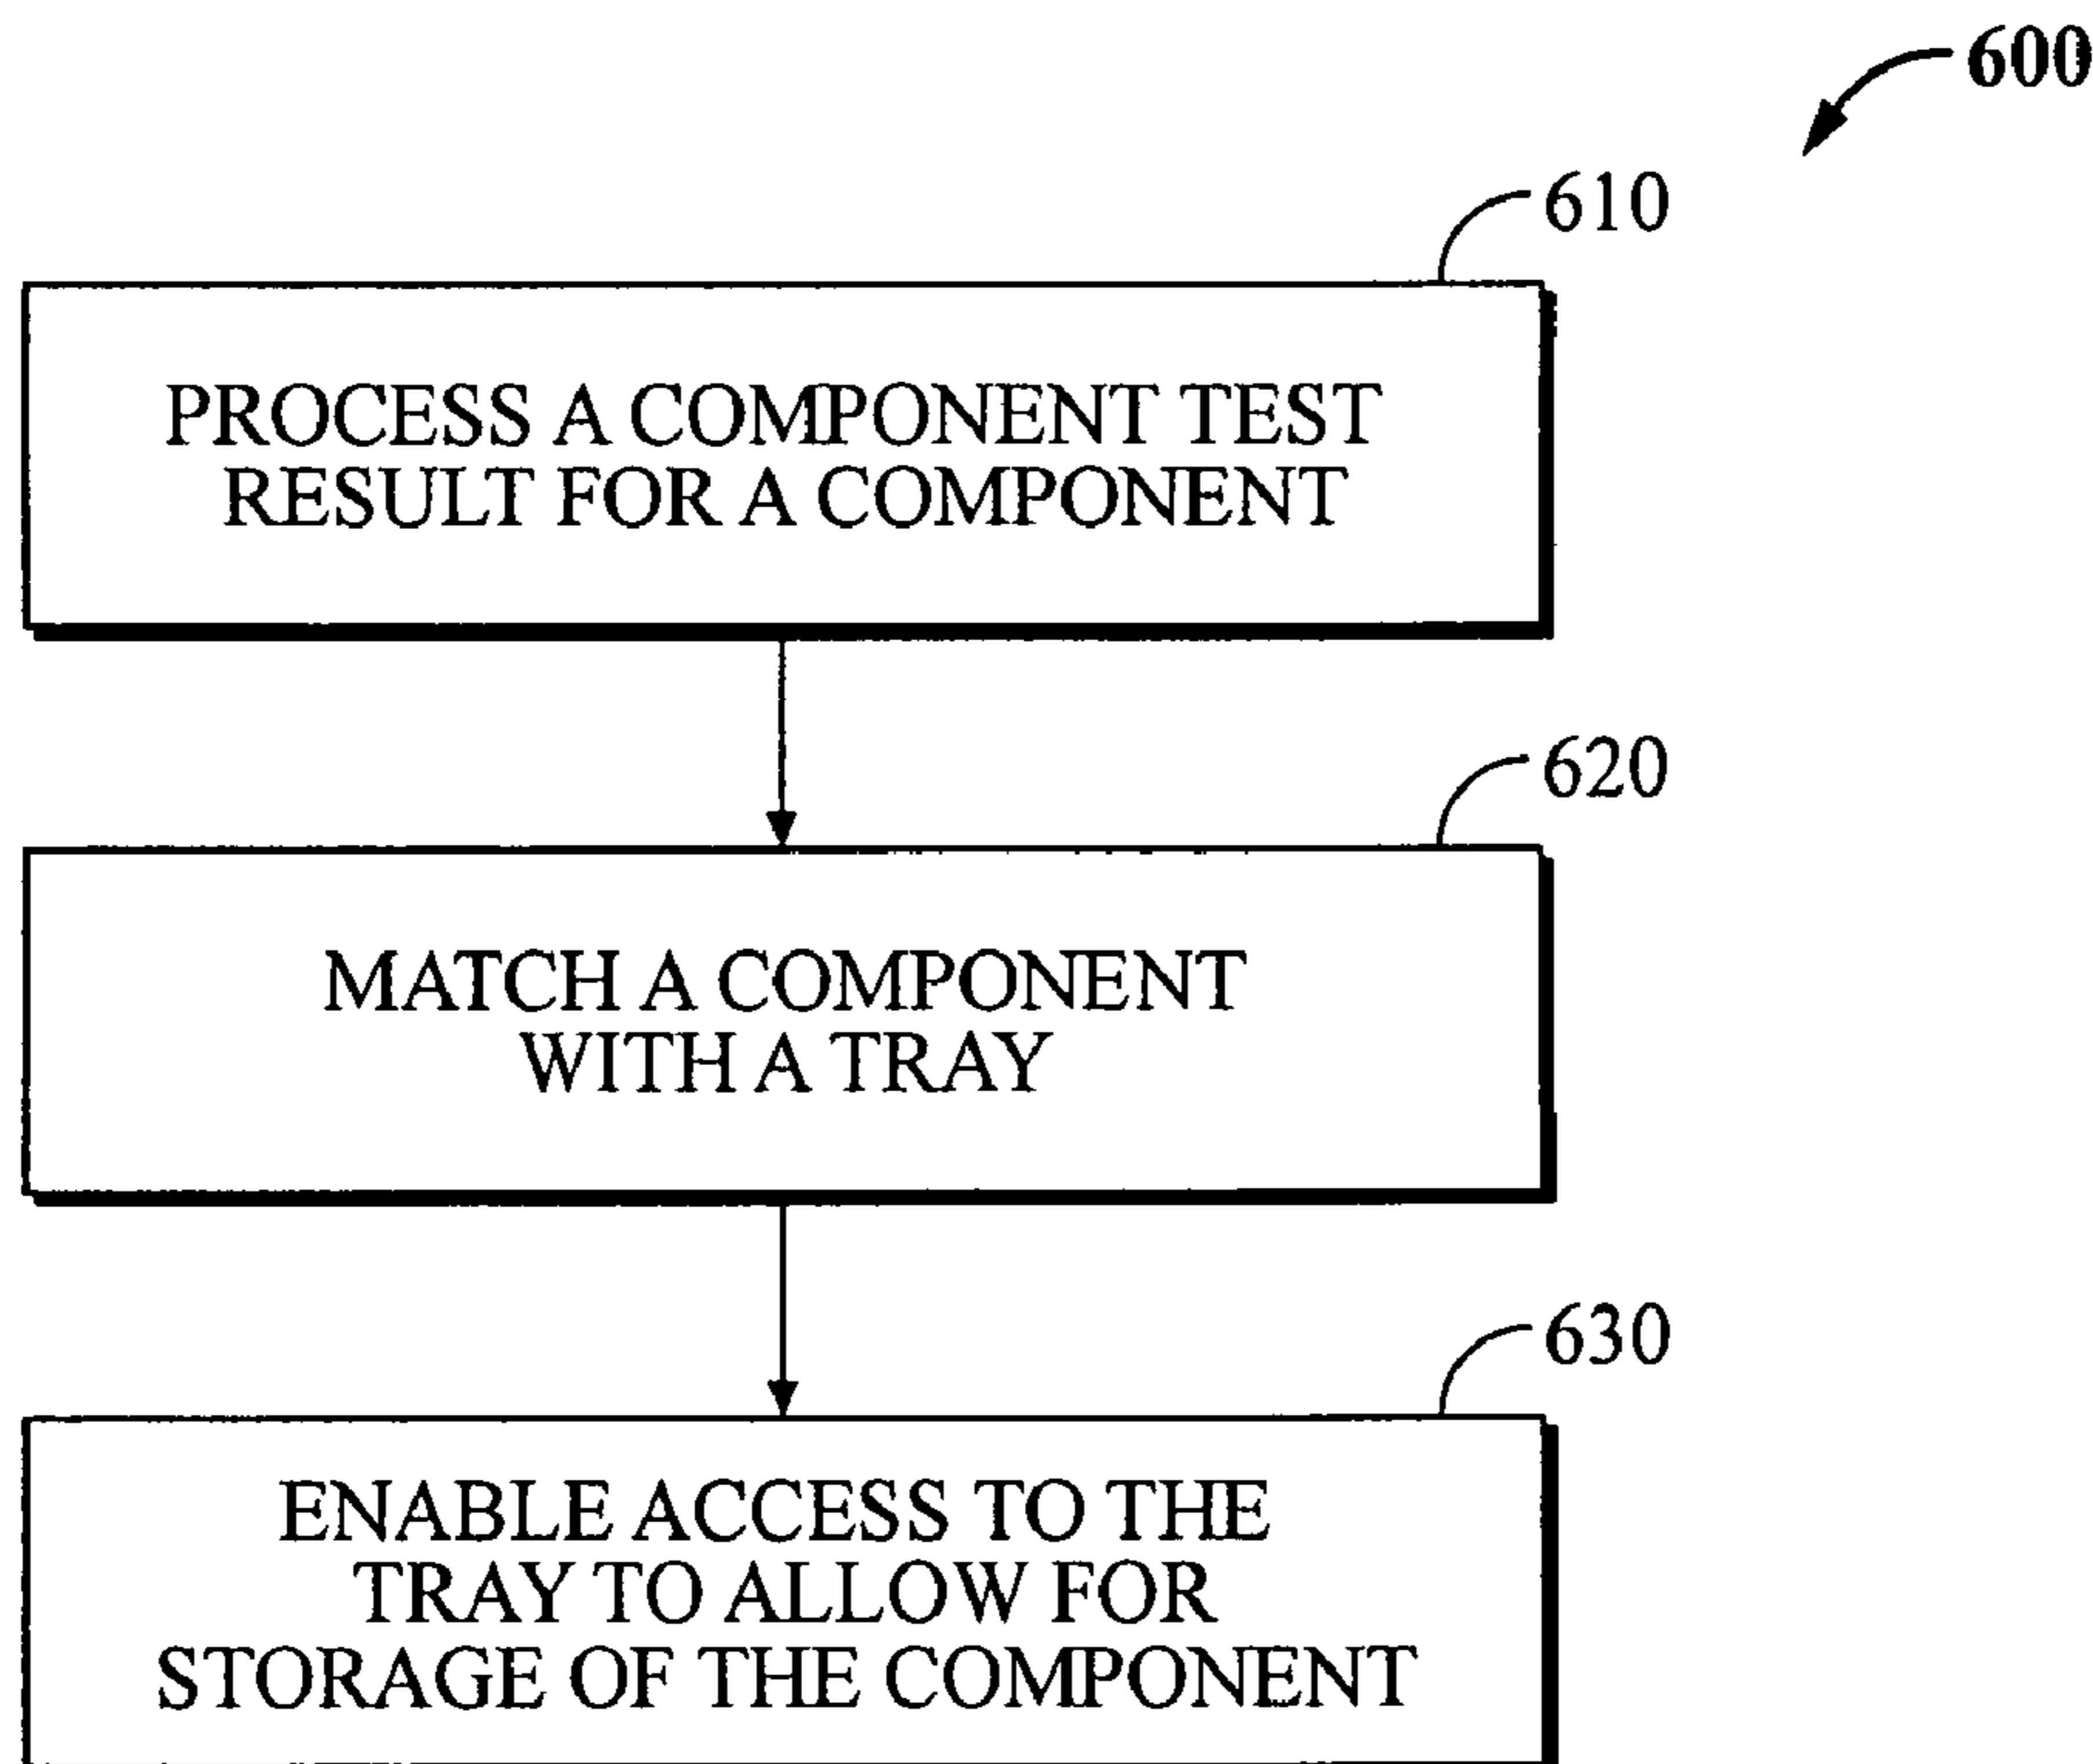 600
610
PROCESS A COMPONENT TEST
RESULT FOR A COMPONENT
620
MATCH A COMPONENT
WITH A TRAY
630
ENABLE ACCESS TO THE
TRAY TO ALLOW FOR
STORAGE OF THE COMPONENT